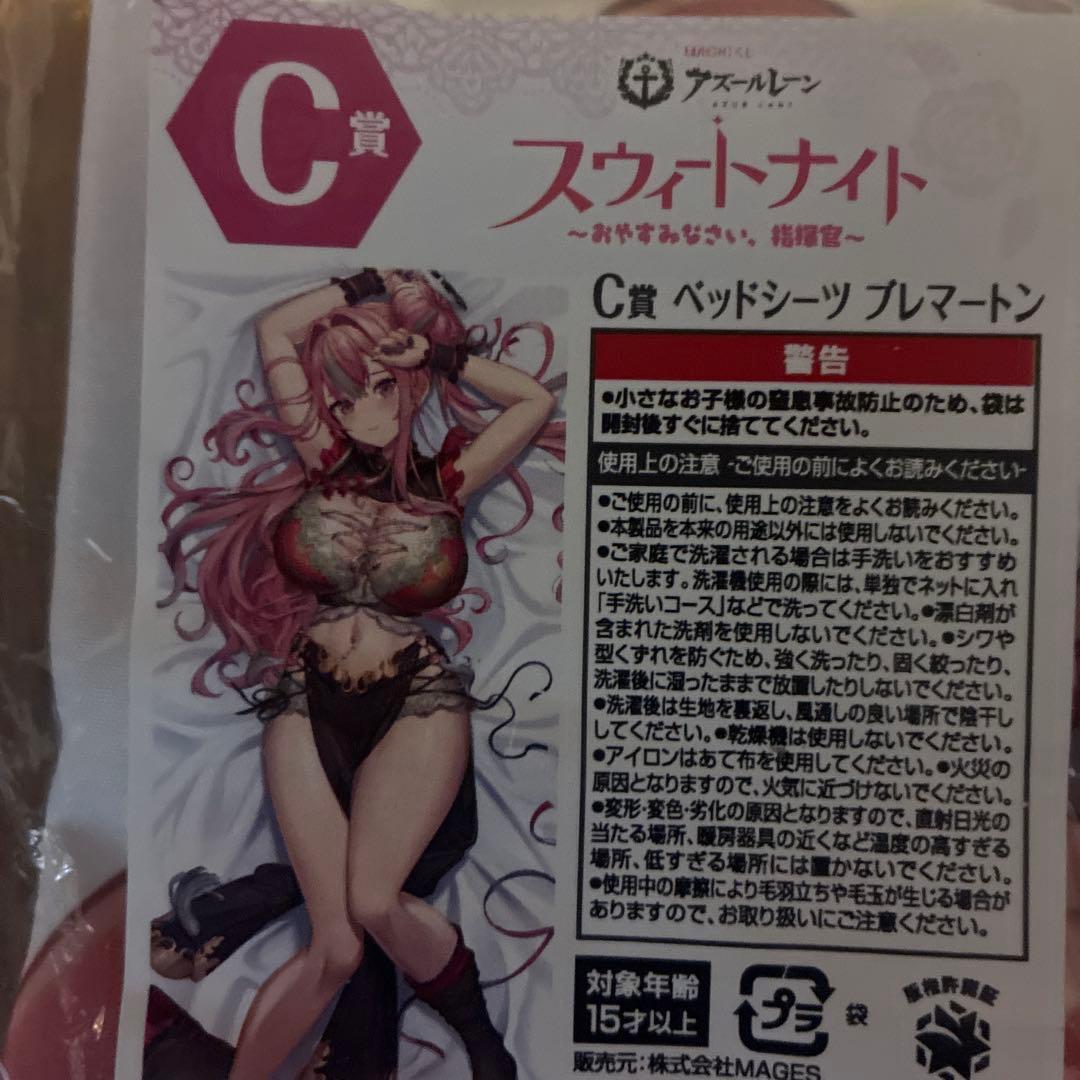 C賞
アズールレーン
AZUR LANE
スウィートナイト
～おやすみなさい、指揮官～
C賞 ベッドシーツ ブレマートン
警告
●小さなお子様の窒息事故防止のため、袋は
開封後すぐに捨ててください。
使用上の注意 -ご使用の前によくお読みください-
●ご使用の前に、使用上の注意をよくお読みください。
●本製品を本来の用途以外には使用しないでください。
●ご家庭で洗濯される場合は手洗いをおすすめ
いたします。洗濯機使用の際には、単独でネットに入れ
「手洗いコース」などで洗ってください。●漂白剤が
含まれた洗剤を使用しないでください。●シワや
型くずれを防ぐため、強く洗ったり、固く絞ったり、
洗濯後に湿ったままで放置したりしないでください。
●洗濯後は生地を裏返し、風通しの良い場所で陰干し
してください。●乾燥機は使用しないでください。
●アイロンはあて布を使用してください。●火災の
原因となりますので、火気に近づけないでください。
●変形・変色・劣化の原因となりますので、直射日光の
当たる場所、暖房器具の近くなど温度の高すぎる
場所、低すぎる場所には置かないでください。
●使用中の摩擦により毛羽立ちや毛玉が生じる場合が
ありますので、お取り扱いにご注意ください。
対象年齢
15才以上
プラ
袋
版権許諾証
販売元：株式会社MAGES